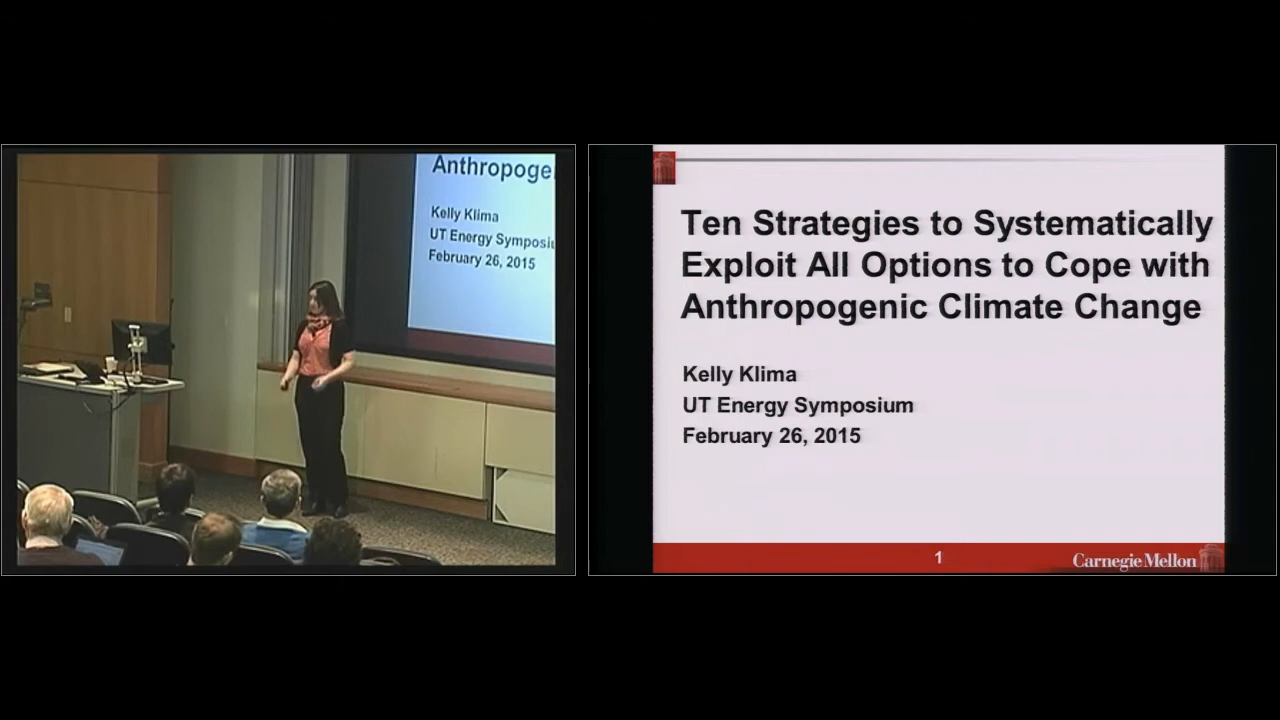 Anthropoge
Kelly Klima
UT Energy Symposiu
February 26, 2015
Ten Strategies to Systematically
Exploit All Options to Cope with
Anthropogenic Climate Change
Kelly Klima
UT Energy Symposium
February 26, 2015
1
Carnegie Mellon